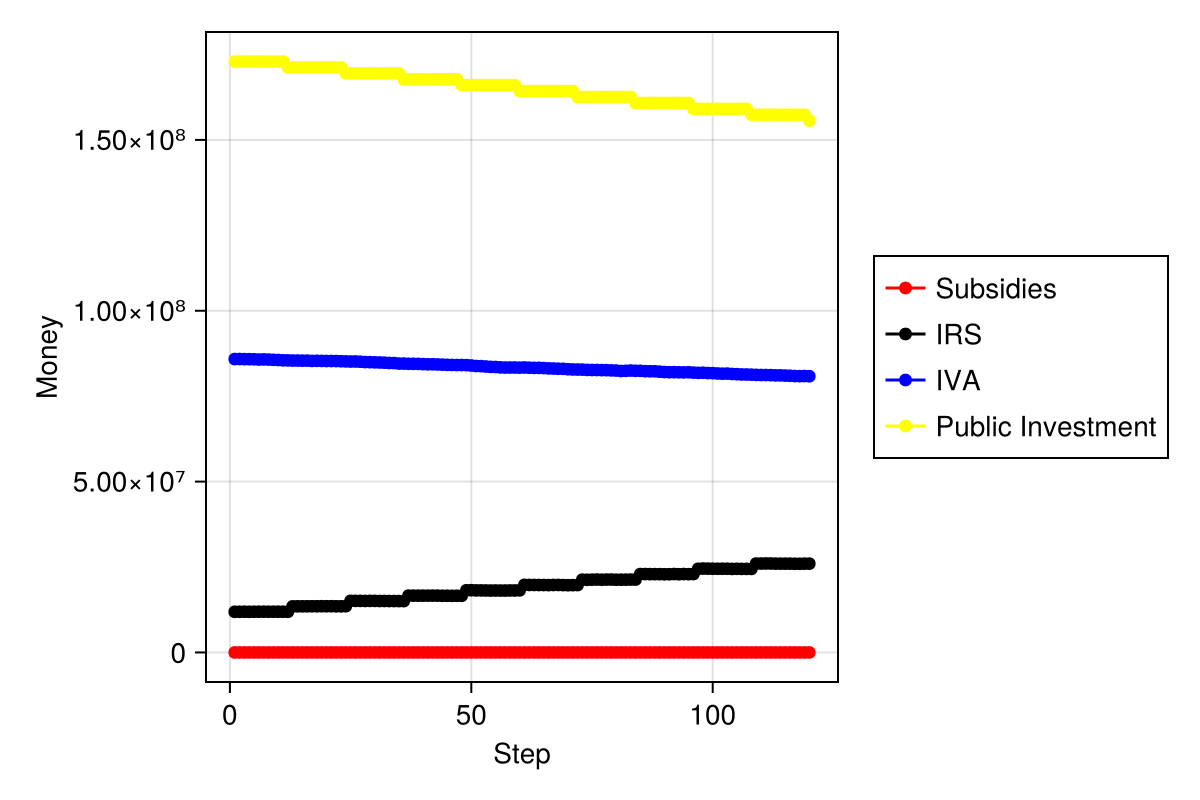 1.50×10⁸
1.00×10⁸
5.00×10⁷
0
Money
0 50 100
Step
Subsidies
IRS
IVA
Public Investment